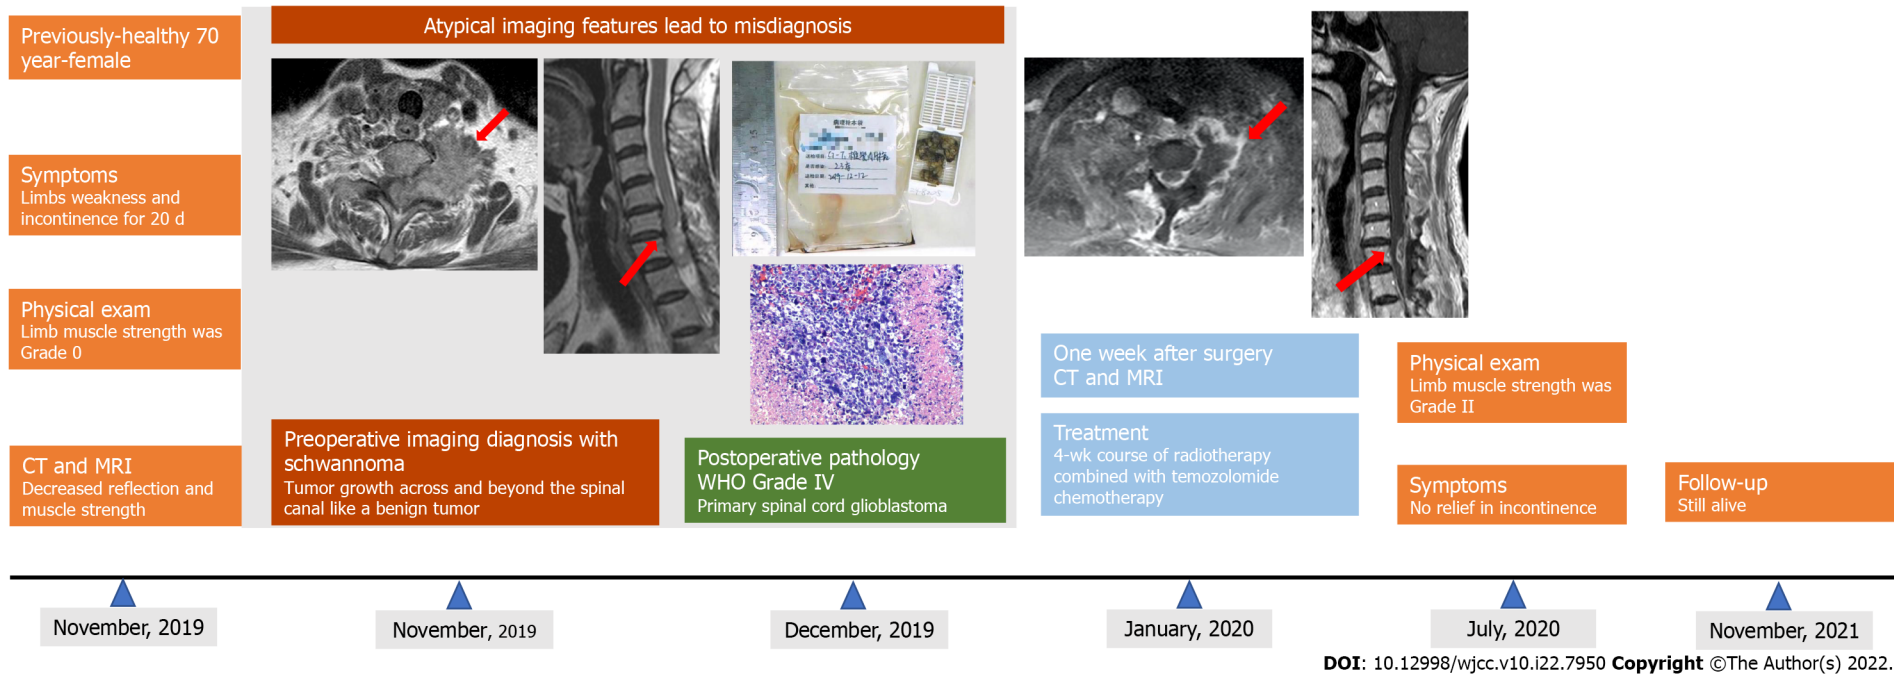 Previously-healthy 70
year-female
Symptoms
Limbs weakness and
incontinence for 20 d
Physical exam
Limb muscle strength was
Grade 0
CT and MRI
Decreased reflection and
muscle strength
Atypical imaging features lead to misdiagnosis
2019-12-12
Preoperative imaging diagnosis with
schwannoma
Tumor growth across and beyond the spinal
canal like a benign tumor
Postoperative pathology
WHO Grade IV
Primary spinal cord glioblastoma
One week after surgery
CT and MRI
Treatment
4-wk course of radiotherapy
combined with temozolomide
chemotherapy
Physical exam
Limb muscle strength was
Grade II
Symptoms
No relief in incontinence
Follow-up
Still alive
November, 2019
November, 2019
December, 2019
January, 2020
July, 2020
November, 2021
DOI: 10.12998/wjcc.v10.i22.7950 Copyright ©The Author(s) 2022.